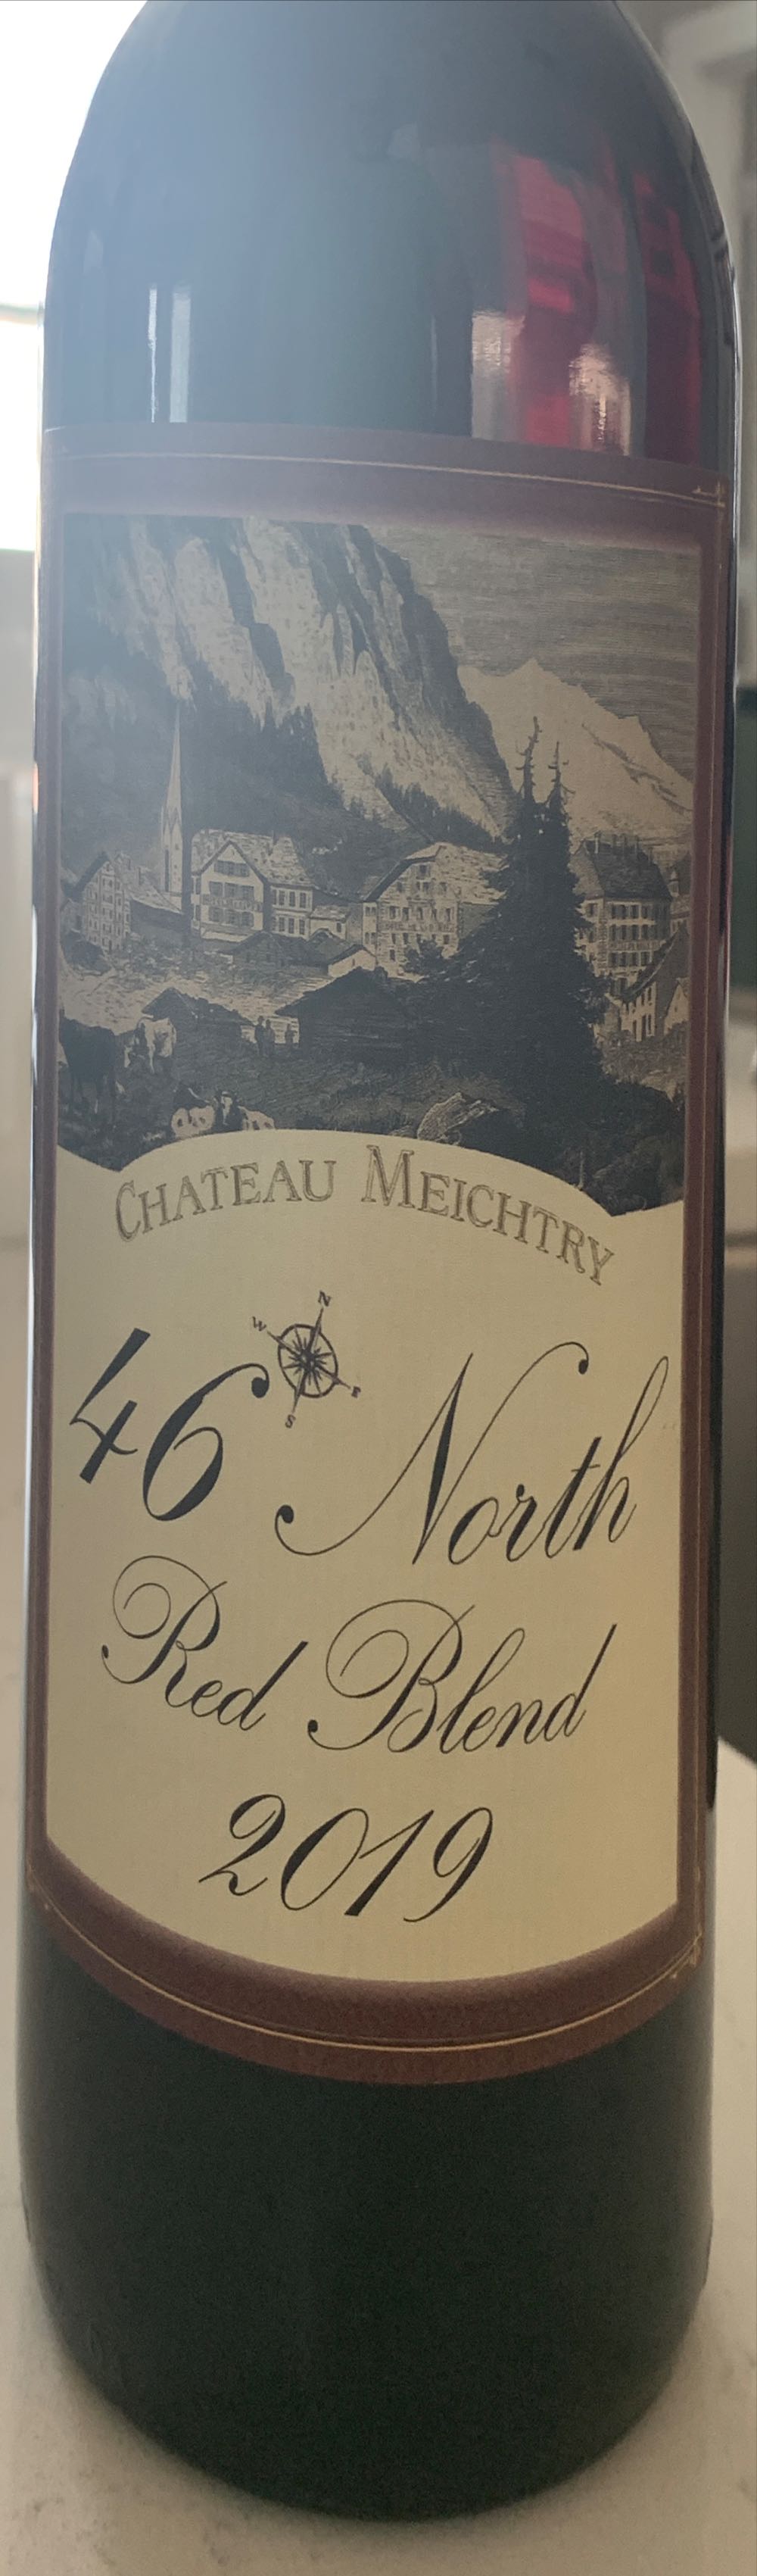 CHATEAU MEICHTRY
N
W
E
S
46 North
Red Blend
2019